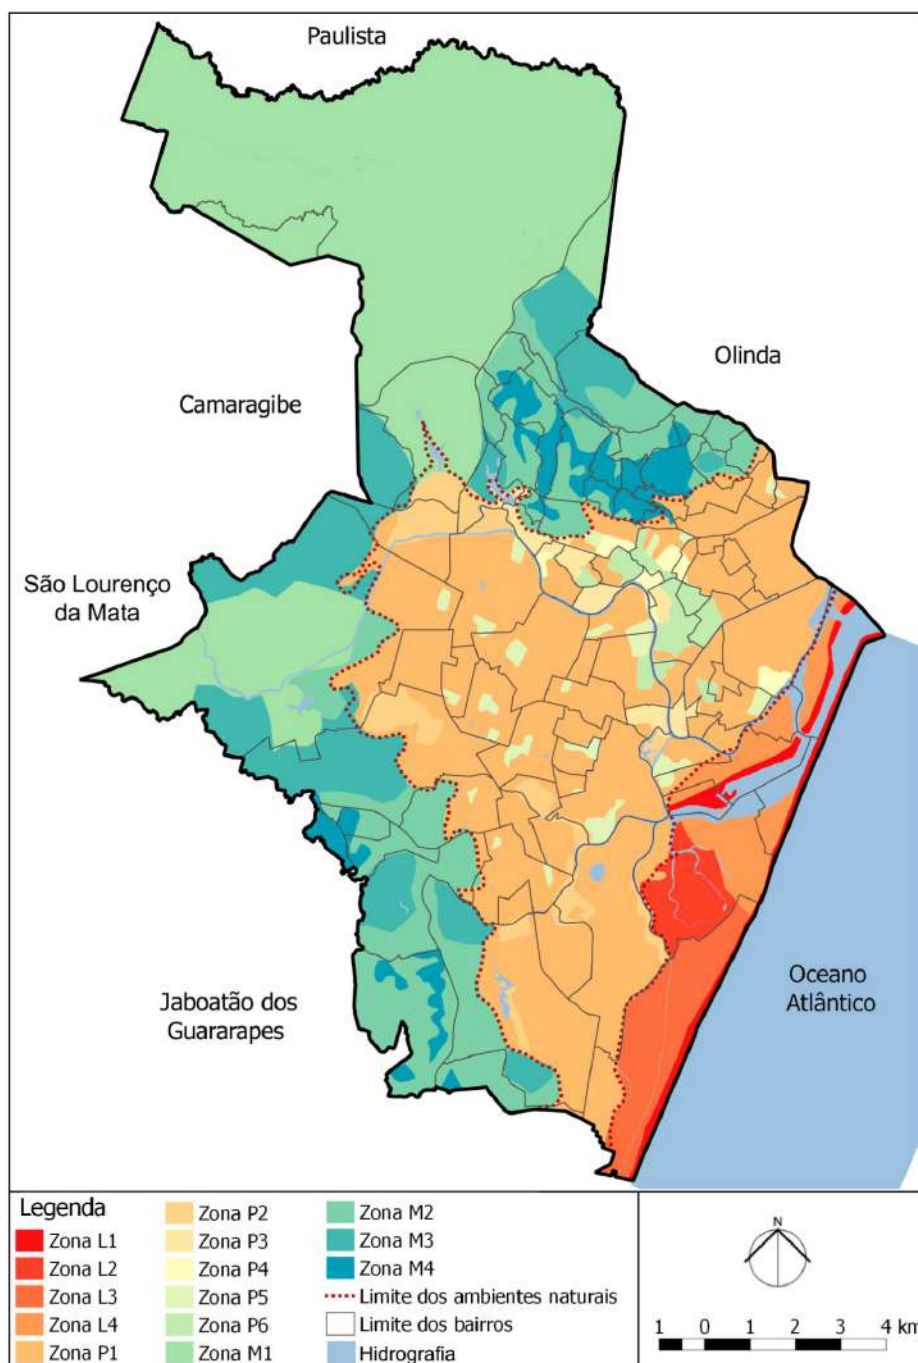 Paulista
Olinda
Camaragibe
São Lourenço
da Mata
Oceano
Atlântico
Jaboatão dos
Guararapes
Legenda
Zona L1
Zona L2
Zona L3
Zona L4
Zona P1
Zona P2
Zona P3
Zona P4
Zona P5
Zona P6
Zona M1
Zona M2
Zona M3
Zona M4
Limite dos ambientes naturais
Limite dos bairros
Hidrografia
N
1 0 1 2 3 4 km